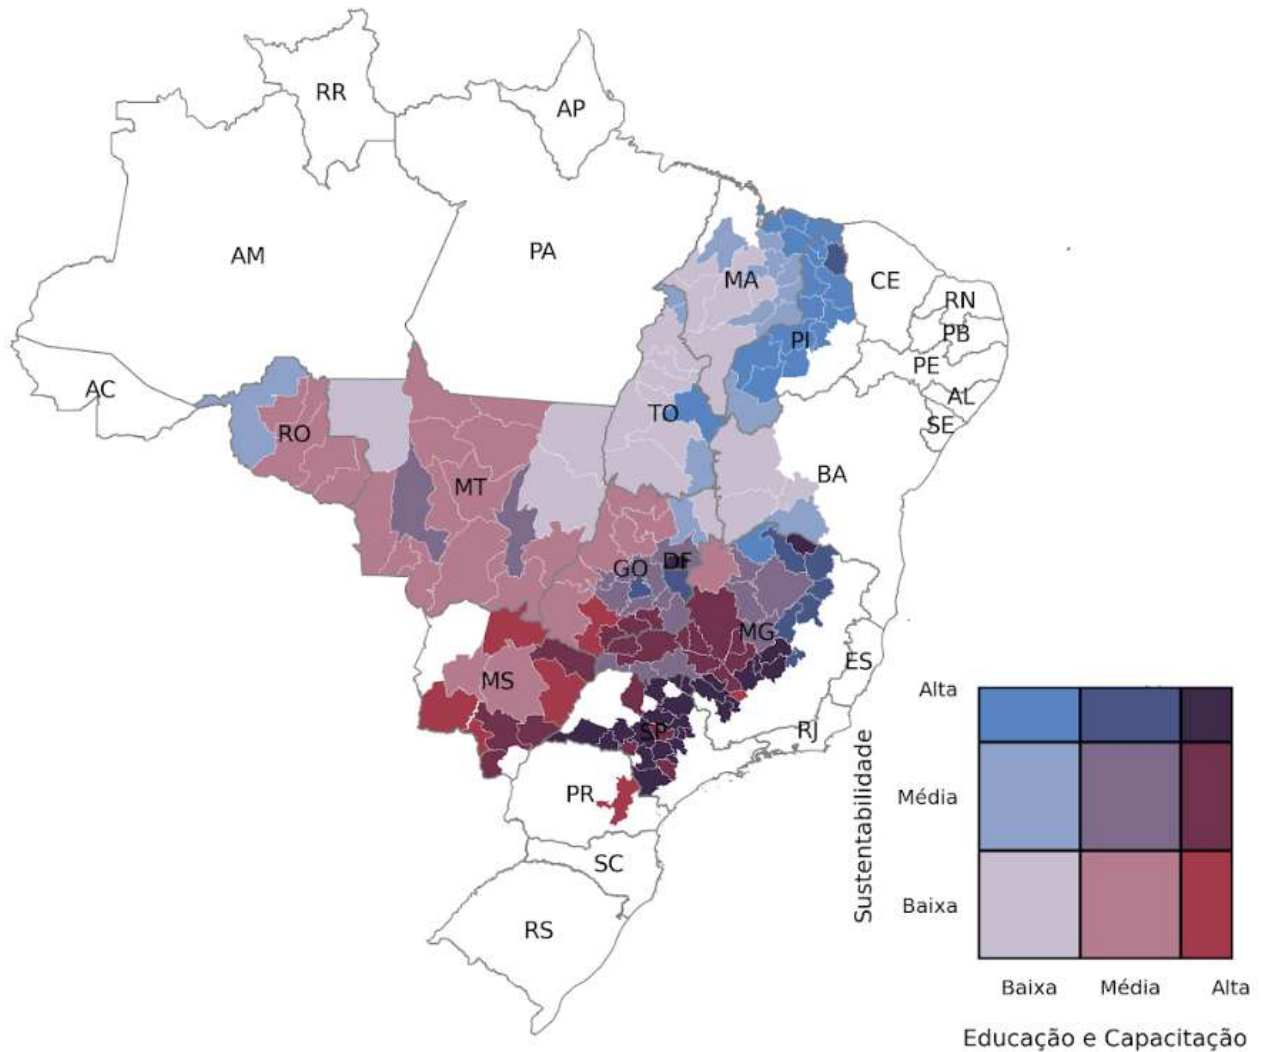 RR
AP
AM
PA
MA
CE
RN
PB
PI
PE
AC
AL
TO
SE
RO
BA
MT
DF
GO
MG
ES
MS
Alta
SP
RJ
Sustentabilidade
PR
Média
SC
Baixa
RS
Baixa Média Alta
Educação e Capacitação